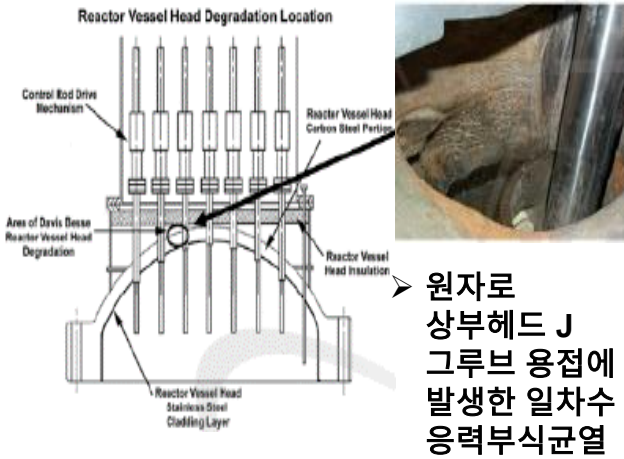 Reactor Vessel Head Degradation Location
Control Rod Drive
Mechanism
Reactor Vessel Head
Carbon Steel Portion
Area of Davis Besse
Reactor Vessel Head
Degradation
Reactor Vessel
Head Insulation
Reactor Vessel Head
Stainless Steel
Cladding Layer
➢ 원자로
상부헤드 J
그루브 용접에
발생한 일차수
응력부식균열